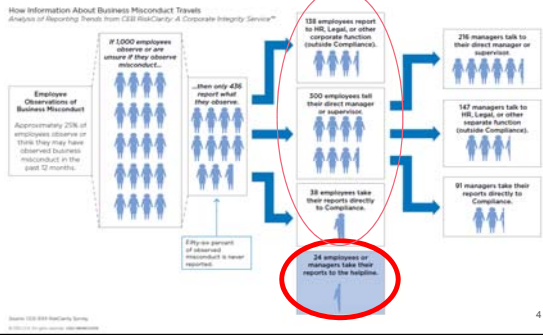 How Information About Business Misconduct Travels
Analysis of Reporting Trends from CEB RiskClarity: A Corporate Integrity Service™
If 1,000 employees
observe or are
unsure if they observe
misconduct...
Employee
Observations of
Business Misconduct
Approximately 25% of
employees observe or
think they may have
observed business
misconduct in the
past 12 months.
...then only 436
report what
they observe.
Fifty-six percent
of observed
misconduct is never
reported.
138 employees report
to HR, Legal, or other
corporate function
(outside Compliance).
300 employees tell
their direct manager
or supervisor.
38 employees take
their reports directly
to Compliance.
24 employees or
managers take their
reports to the helpline.
216 managers talk to
their direct manager or
supervisor.
147 managers talk to
HR, Legal, or other
separate function
(outside Compliance).
91 managers take their
reports directly to
Compliance.
4